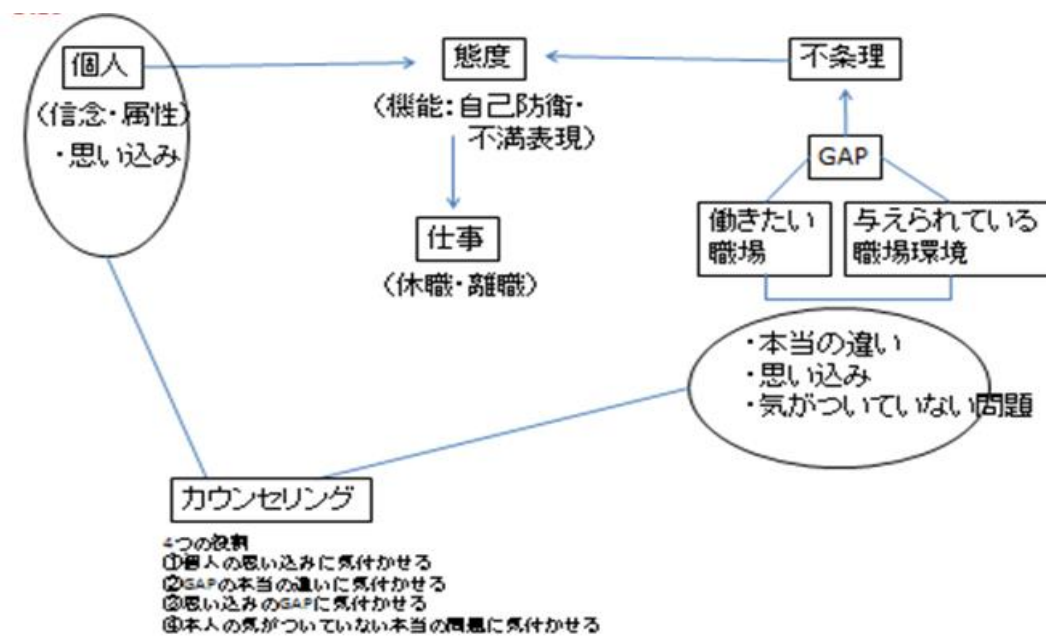 個人
(信念・属性)
・思い込み
態度
(機能：自己防衛・
不満表現)
不条理
GAP
働きたい
職場
与えられている
職場環境
仕事
(休職・離職)
・本当の違い
・思い込み
・気がついていない問題
カウンセリング
4つの役割
①個人の思い込みに気付かせる
②GAPの本当の違いに気付かせる
③思い込みのGAPに気付かせる
④本人の気がついていない本当の問題に気付かせる